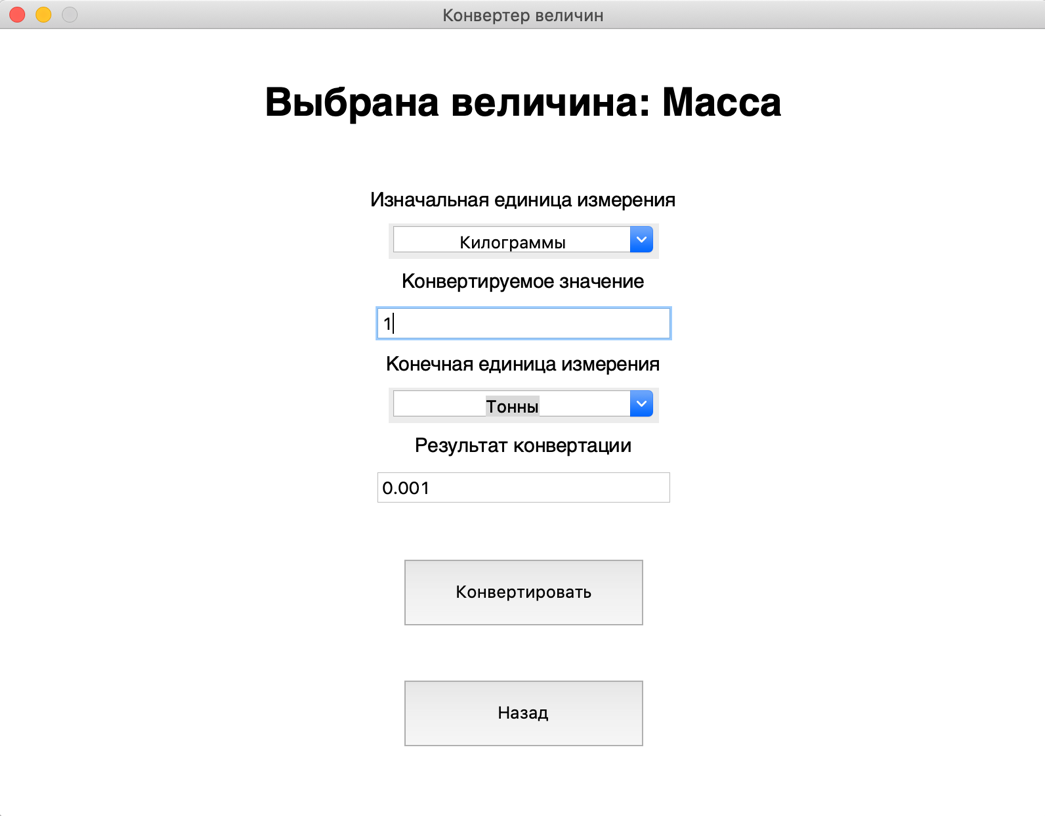 Конвертер величин
Выбрана величина: Масса
Изначальная единица измерения
Килограммы
Конвертируемое значение
1
Конечная единица измерения
Тонны
Результат конвертации
0.001
Конвертировать
Назад